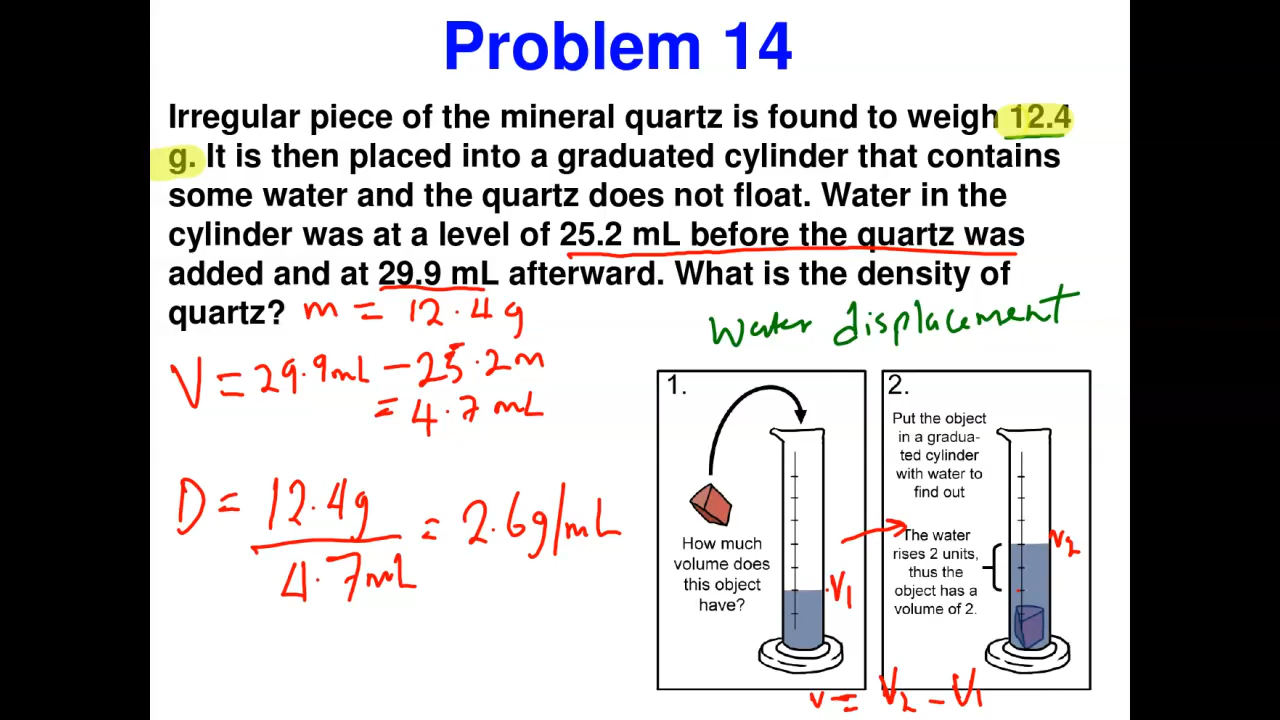 Problem 14
Irregular piece of the mineral quartz is found to weigh 12.4
g. It is then placed into a graduated cylinder that contains
some water and the quartz does not float. Water in the
cylinder was at a level of 25.2 mL before the quartz was
added and at 29.9 mL afterward. What is the density of
quartz? m = 12.4 g
water displacement
V = 29.9 mL - 25.2 m
= 4.7 mL
D = 12.4g
4.7mL
= 2.6g/mL
1.
How much
volume does
this object
have?
V1
2.
Put the object
in a gradua-
ted cylinder
with water to
find out
The water
rises 2 units,
thus the
object has a
volume of 2.
V2
v = V2 - V1